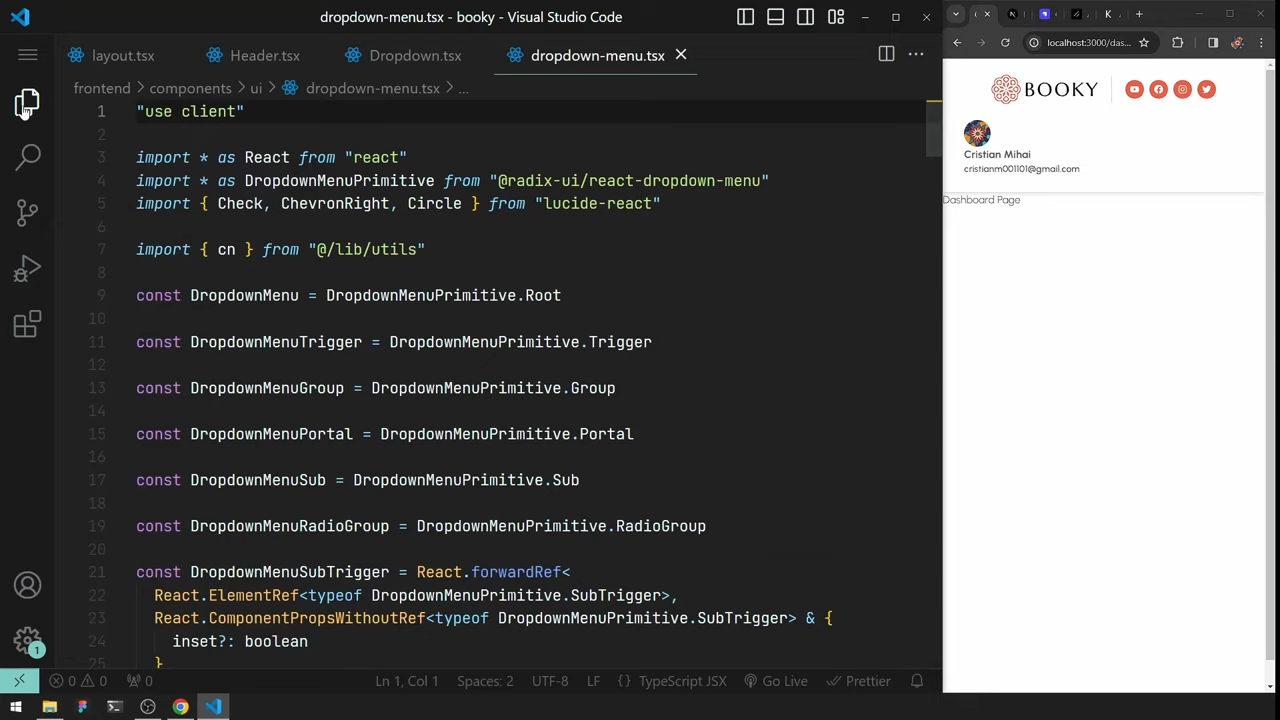 dropdown-menu.tsx - booky - Visual Studio Code
layout.tsx
Header.tsx
Dropdown.tsx
dropdown-menu.tsx
frontend > components > ui > dropdown-menu.tsx > ...
1 "use client"
2
3 import * as React from "react"
4 import * as DropdownMenuPrimitive from "@radix-ui/react-dropdown-menu"
5 import { Check, ChevronRight, Circle } from "lucide-react"
6
7 import { cn } from "@/lib/utils"
8
9 const DropdownMenu = DropdownMenuPrimitive.Root
10
11 const DropdownMenuTrigger = DropdownMenuPrimitive.Trigger
12
13 const DropdownMenuGroup = DropdownMenuPrimitive.Group
14
15 const DropdownMenuPortal = DropdownMenuPrimitive.Portal
16
17 const DropdownMenuSub = DropdownMenuPrimitive.Sub
18
19 const DropdownMenuRadioGroup = DropdownMenuPrimitive.RadioGroup
20
21 const DropdownMenuSubTrigger = React.forwardRef<
22 React.ElementRef<typeof DropdownMenuPrimitive.SubTrigger>,
23 React.ComponentPropsWithoutRef<typeof DropdownMenuPrimitive.SubTrigger> & {
24 inset?: boolean
25 }
1
0 0 0
Ln 1, Col 1
Spaces: 2
UTF-8
LF
{} TypeScript JSX
Go Live
Prettier
localhost:3000/das...
BOOKY
Cristian Mihai
cristianm001101@gmail.com
Dashboard Page